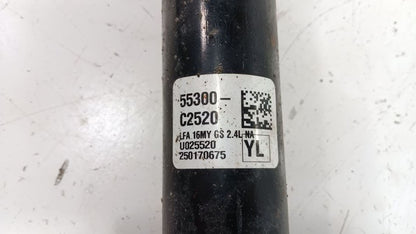 55300-
C2520
LFA 16MY GS 2.4L NA
U025520
250170675
YL